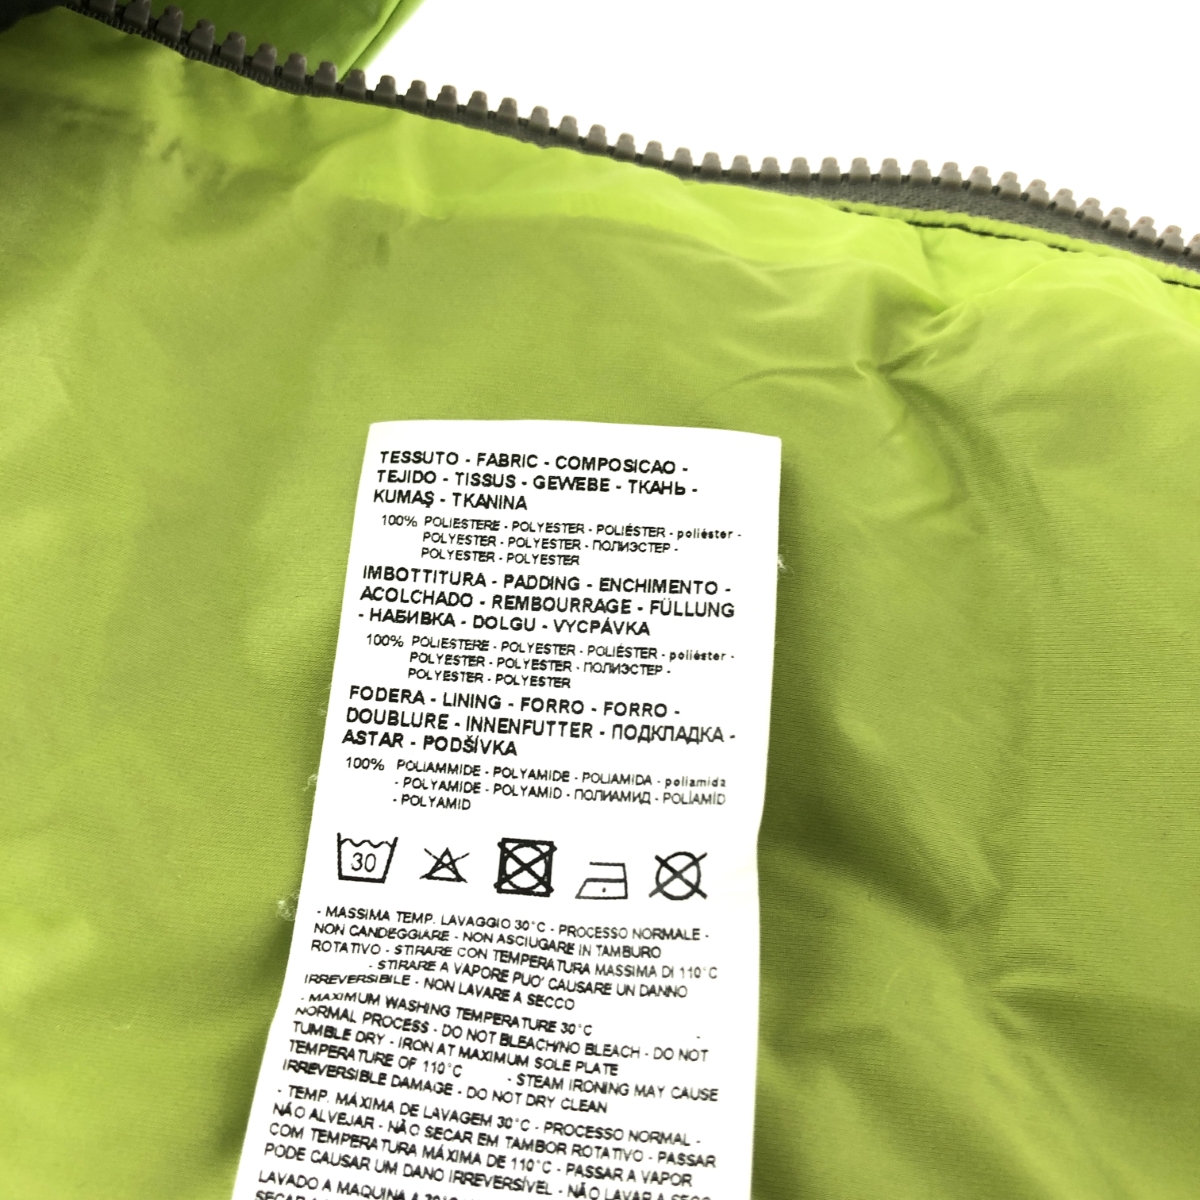 TESSUTO - FABRIC - COMPOSICAO -
TEJIDO - TISSUS - GEWEBE - ТКАНЬ -
KUMAŞ - TKANINA
100% POLIESTERE - POLYESTER - POLIÉSTER - poliéster -
POLYESTER - POLYESTER - ПОЛИЭСТЕР -
POLYESTER - POLYESTER
IMBOTTITURA - PADDING - ENCHIMENTO -
ACOLCHADO - REMBOURRAGE - FÜLLUNG
- НАБИВКА - DOLGU - VYCPÁVKA
100% POLIESTERE - POLYESTER - POLIÉSTER - poliéster -
POLYESTER - POLYESTER - ПОЛИЭСТЕР -
POLYESTER - POLYESTER
FODERA - LINING - FORRO - FORRO -
DOUBLURE - INNENFUTTER - ПОДКЛАДКА -
ASTAR - PODŠÍVKA
100% POLIAMMIDE - POLYAMIDE - POLIAMIDA - poliamida
- POLYAMIDE - POLYAMID - ПОЛИАМИД - POLİAMİD
- POLYAMID
30
- MASSIMA TEMP. LAVAGGIO 30°C - PROCESSO NORMALE -
NON CANDEGGIARE - NON ASCIUGARE IN TAMBURO
ROTATIVO - STIRARE CON TEMPERATURA MASSIMA DI 110°C
- STIRARE A VAPORE PUO' CAUSARE UN DANNO
IRREVERSIBILE - NON LAVARE A SECCO
- MAXIMUM WASHING TEMPERATURE 30°C -
NORMAL PROCESS - DO NOT BLEACH/NO BLEACH - DO NOT
TUMBLE DRY - IRON AT MAXIMUM SOLE PLATE
TEMPERATURE OF 110°C - STEAM IRONING MAY CAUSE
IRREVERSIBLE DAMAGE - DO NOT DRY CLEAN
- TEMP. MÁXIMA DE LAVAGEM 30°C - PROCESSO NORMAL -
NÃO ALVEJAR - NÃO SECAR EM TAMBOR ROTATIVO - PASSAR
COM TEMPERATURA MÁXIMA DE 110°C - PASSAR A VAPOR
PODE CAUSAR UM DANO IRREVERSÍVEL - NÃO LAVAR A SECO
LAVADO A MAQUINA A 30°C
SECAR